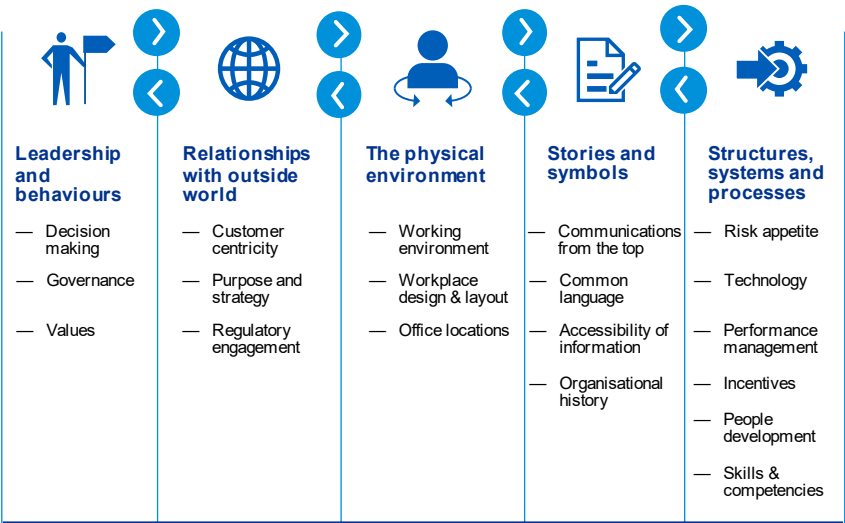 Leadership
and
behaviours
— Decision
making
— Governance
— Values
Relationships
with outside
world
— Customer
centricity
— Purpose and
strategy
— Regulatory
engagement
The physical
environment
— Working
environment
— Workplace
design & layout
— Office locations
Stories and
symbols
— Communications
from the top
— Common
language
— Accessibility of
information
— Organisational
history
Structures,
systems and
processes
— Risk appetite
— Technology
— Performance
management
— Incentives
— People
development
— Skills &
competencies